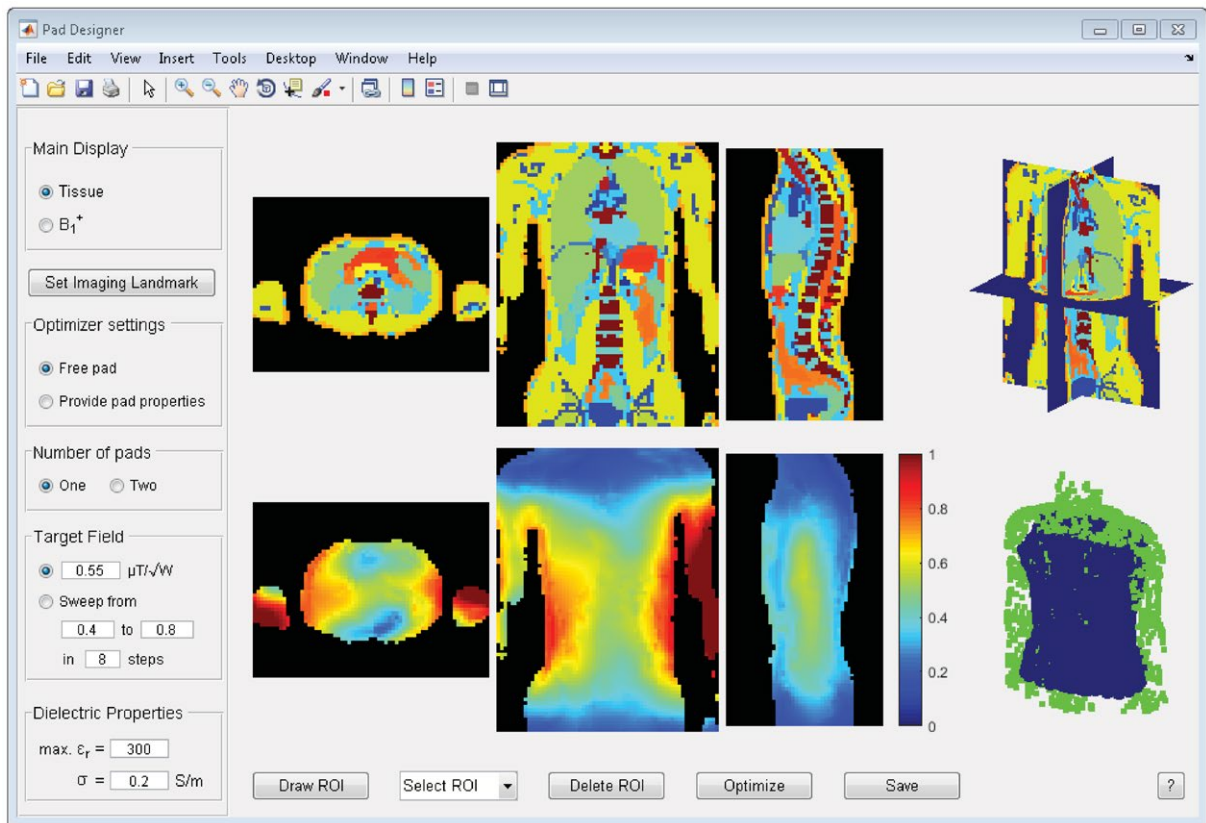 Pad Designer
File Edit View Insert Tools Desktop Window Help
Main Display
Tissue
B₁⁺
Set Imaging Landmark
Optimizer settings
Free pad
Provide pad properties
Number of pads
One Two
Target Field
0.55 μT/√W
Sweep from
0.4 to 0.8
in 8 steps
Dielectric Properties
max. εᵣ = 300
σ = 0.2 S/m
1
0.8
0.6
0.4
0.2
0
Draw ROI Select ROI Delete ROI Optimize Save ?